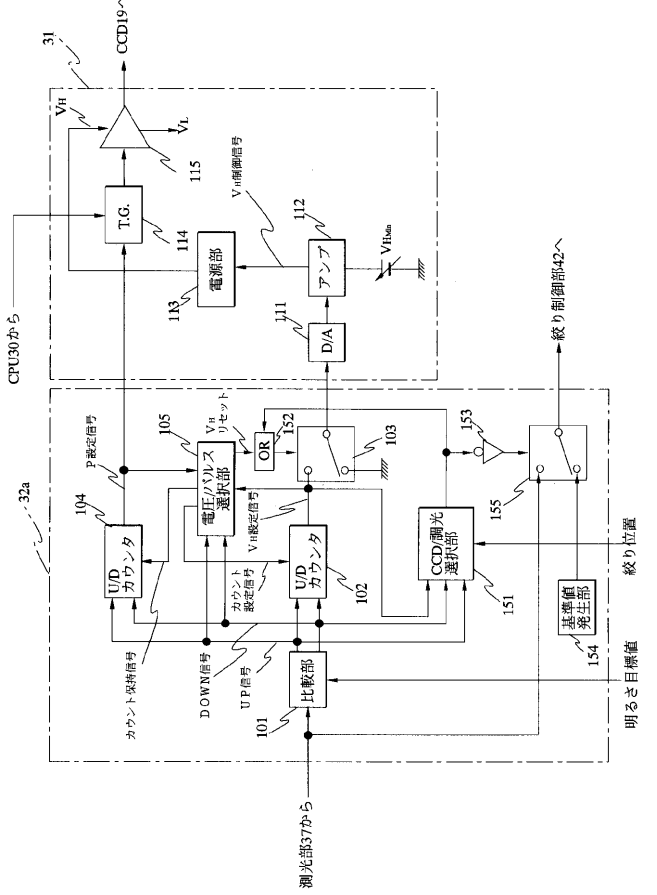 31
CCD19へ
VH
VL
115
T.G.
114
CPU30から
VH制御信号
112
アンプ
VHMin
電源部
113
111
D/A
絞り制御部42へ
32a
P設定信号
104
U/D
カウンタ
カウント保持信号
105
電圧/パルス
選択部
VH
リセット
OR
152
103
VH設定信号
カウント
設定信号
U/D
カウンタ
102
DOWN信号
UP信号
比較部
101
CCD/調光
選択部
151
153
155
基準値
発生部
154
測光部37から
明るさ目標値
絞り位置